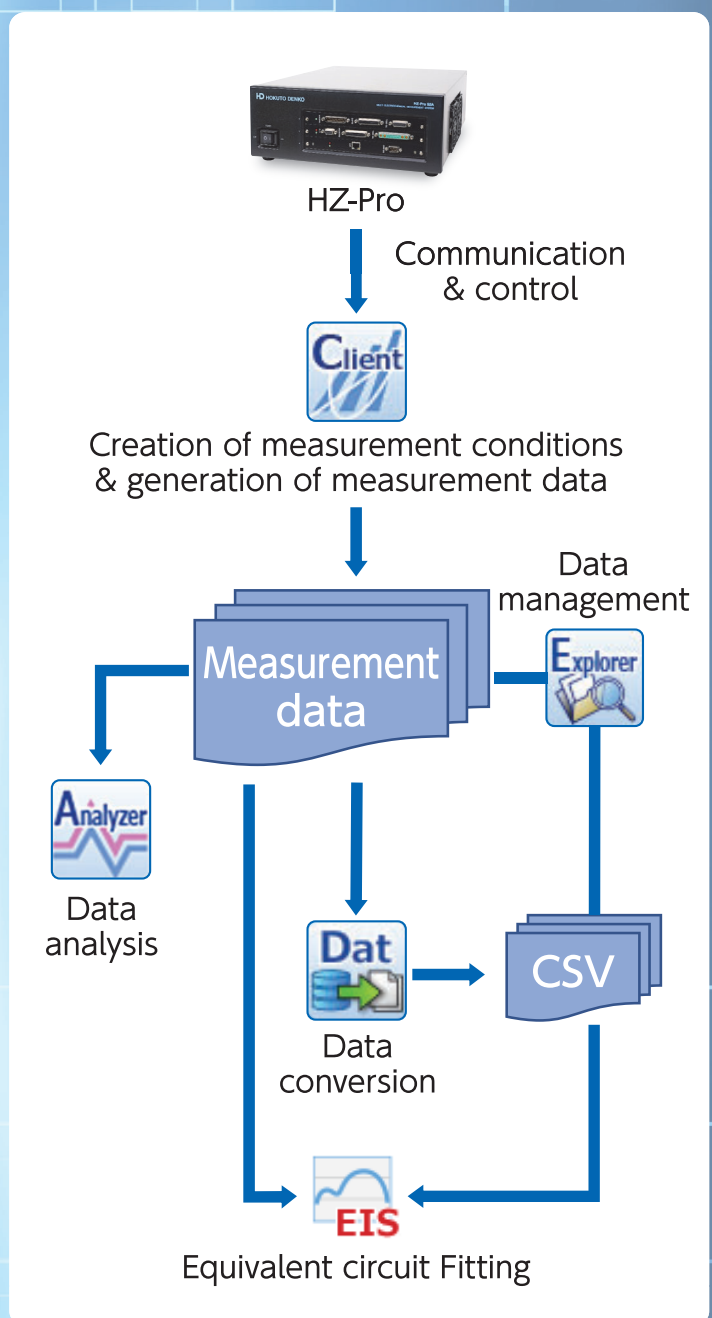 HD HOKUTO DENKO
HZ-Pro
Communication
& control
Client
Creation of measurement conditions
& generation of measurement data
Data
management
Explorer
Measurement
data
Analyzer
Data
analysis
Dat
CSV
Data
conversion
EIS
Equivalent circuit Fitting